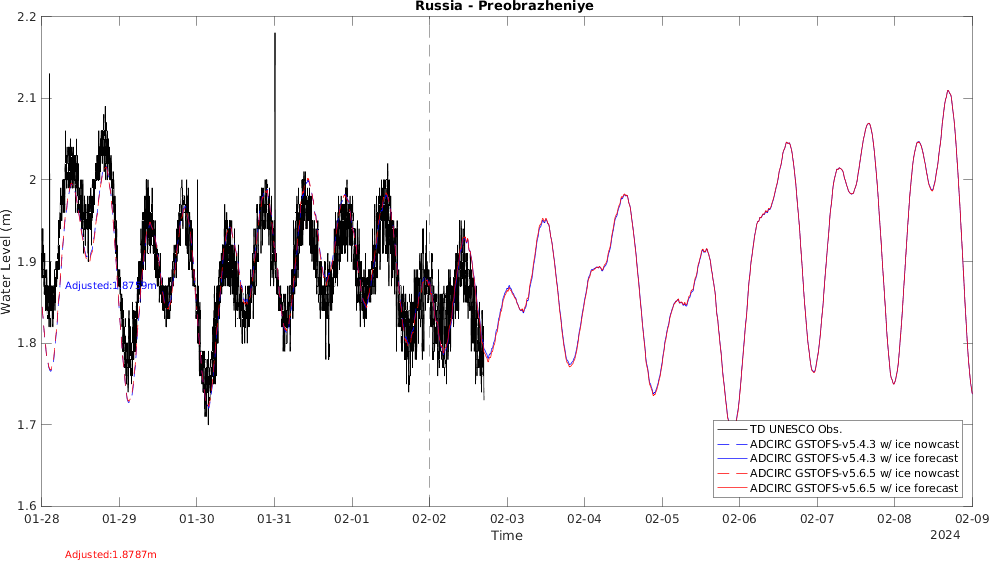 Russia - Preobrazheniye
2.2
2.1
2
1.9
1.8
1.7
1.6
Water Level (m)
Adjusted:1.8759m
TD UNESCO Obs.
ADCIRC GSTOFS-v5.4.3 w/ ice nowcast
ADCIRC GSTOFS-v5.4.3 w/ ice forecast
ADCIRC GSTOFS-v5.6.5 w/ ice nowcast
ADCIRC GSTOFS-v5.6.5 w/ ice forecast
01-28 01-29 01-30 01-31 02-01 02-02 02-03 02-04 02-05 02-06 02-07 02-08 02-09
Time
2024
Adjusted:1.8787m